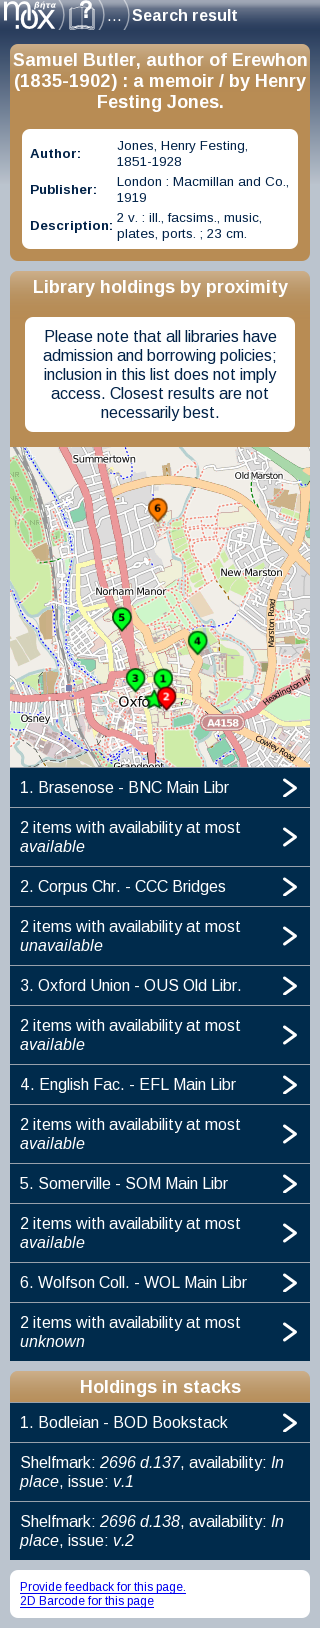 mox βήτα ? ... Search result
Samuel Butler, author of Erewhon
(1835-1902) : a memoir / by Henry
Festing Jones.
Author: Jones, Henry Festing,
1851-1928
Publisher: London : Macmillan and Co.,
1919
Description: 2 v. : ill., facsims., music,
plates, ports. ; 23 cm.
Library holdings by proximity
Please note that all libraries have
admission and borrowing policies;
inclusion in this list does not imply
access. Closest results are not
necessarily best.
Summertown
Old Marston
6
New Marston
Norham Manor
Marston Road
5
4
3 1
Oxfo 2
Headington Hi
Osney
A4158
Cowley Road
Grandpont
1. Brasenose - BNC Main Libr
2 items with availability at most
available
2. Corpus Chr. - CCC Bridges
2 items with availability at most
unavailable
3. Oxford Union - OUS Old Libr.
2 items with availability at most
available
4. English Fac. - EFL Main Libr
2 items with availability at most
available
5. Somerville - SOM Main Libr
2 items with availability at most
available
6. Wolfson Coll. - WOL Main Libr
2 items with availability at most
unknown
Holdings in stacks
1. Bodleian - BOD Bookstack
Shelfmark: 2696 d.137, availability: In
place, issue: v.1
Shelfmark: 2696 d.138, availability: In
place, issue: v.2
Provide feedback for this page.
2D Barcode for this page